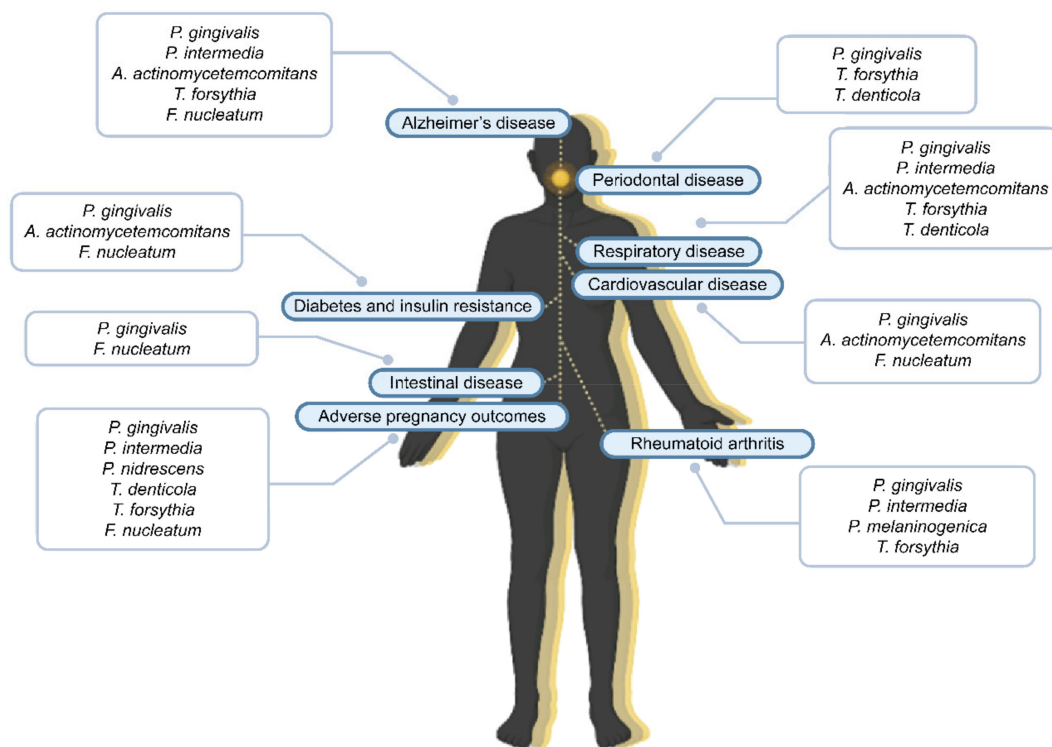 P. gingivalis
P. intermedia
A. actinomycetemcomitans
T. forsythia
F. nucleatum
Alzheimer's disease
P. gingivalis
T. forsythia
T. denticola
Periodontal disease
P. gingivalis
P. intermedia
A. actinomycetemcomitans
T. forsythia
T. denticola
Respiratory disease
P. gingivalis
A. actinomycetemcomitans
F. nucleatum
Diabetes and insulin resistance
Cardiovascular disease
P. gingivalis
A. actinomycetemcomitans
F. nucleatum
P. gingivalis
F. nucleatum
Intestinal disease
Adverse pregnancy outcomes
P. gingivalis
P. intermedia
P. nidrescens
T. denticola
T. forsythia
F. nucleatum
Rheumatoid arthritis
P. gingivalis
P. intermedia
P. melaninogenica
T. forsythia